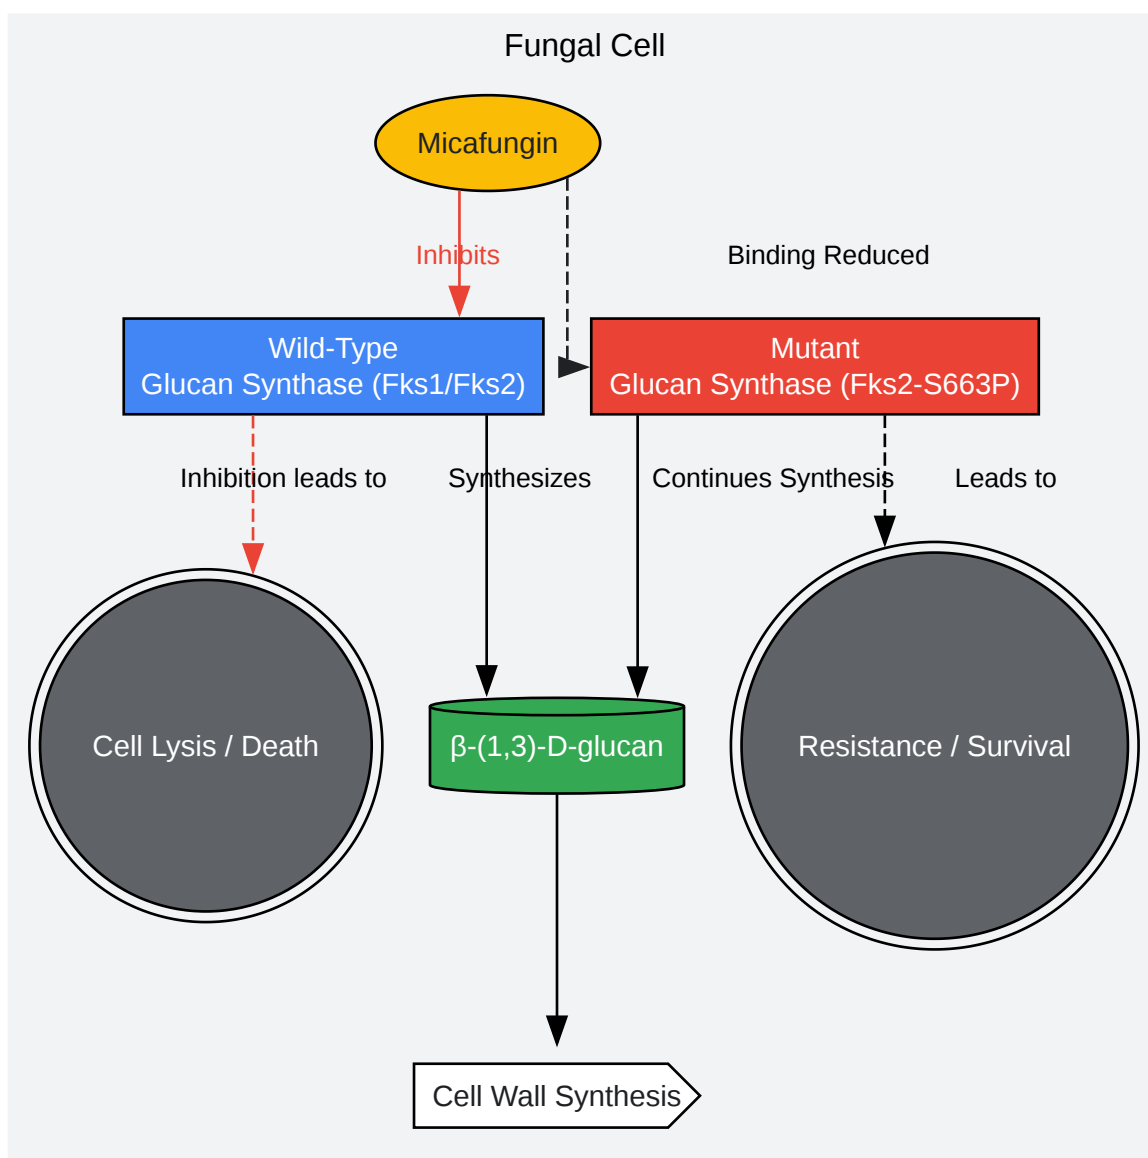 Fungal Cell
Micafungin
Inhibits
Binding Reduced
Wild-Type
Glucan Synthase (Fks1/Fks2)
Mutant
Glucan Synthase (Fks2-S663P)
Inhibition leads to
Synthesizes
Continues Synthesis
Leads to
Cell Lysis / Death
β-(1,3)-D-glucan
Resistance / Survival
Cell Wall Synthesis